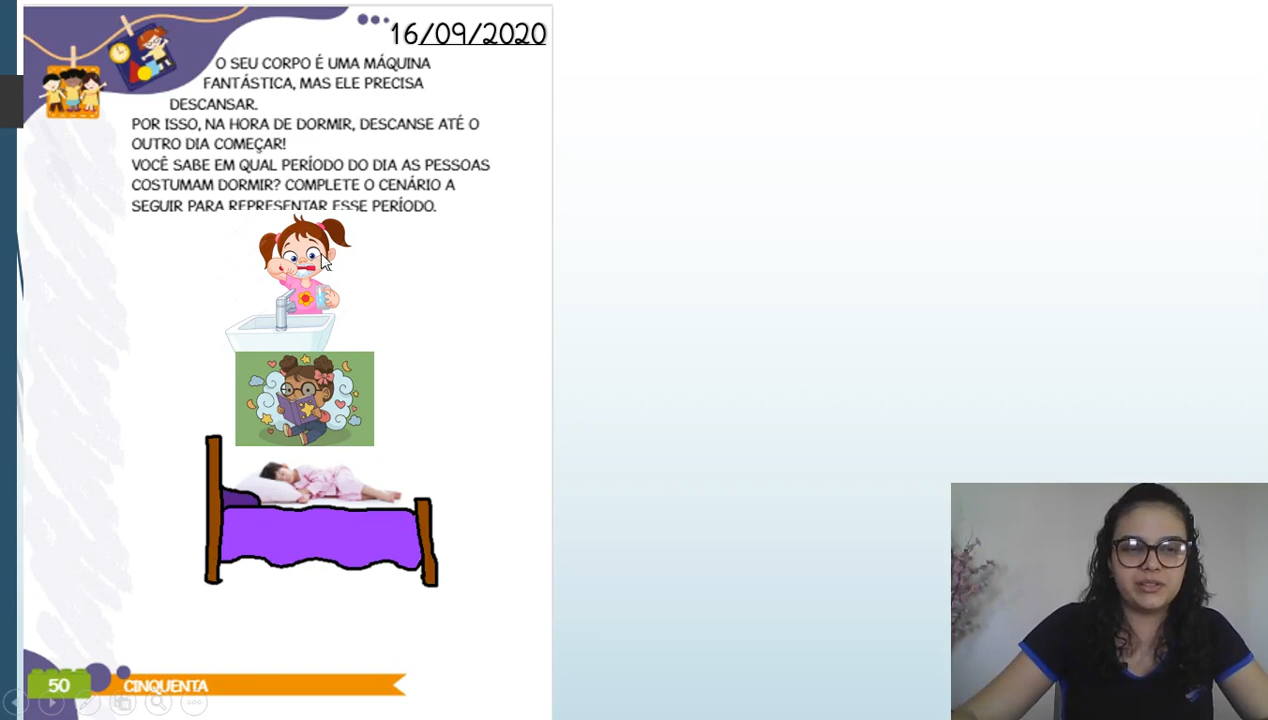 16/09/2020
O SEU CORPO É UMA MÁQUINA
FANTÁSTICA, MAS ELE PRECISA
DESCANSAR.
POR ISSO, NA HORA DE DORMIR, DESCANSE ATÉ O
OUTRO DIA COMEÇAR!
VOCÊ SABE EM QUAL PERÍODO DO DIA AS PESSOAS
COSTUMAM DORMIR? COMPLETE O CENÁRIO A
SEGUIR PARA REPRESENTAR ESSE PERÍODO.
50
CINQUENTA